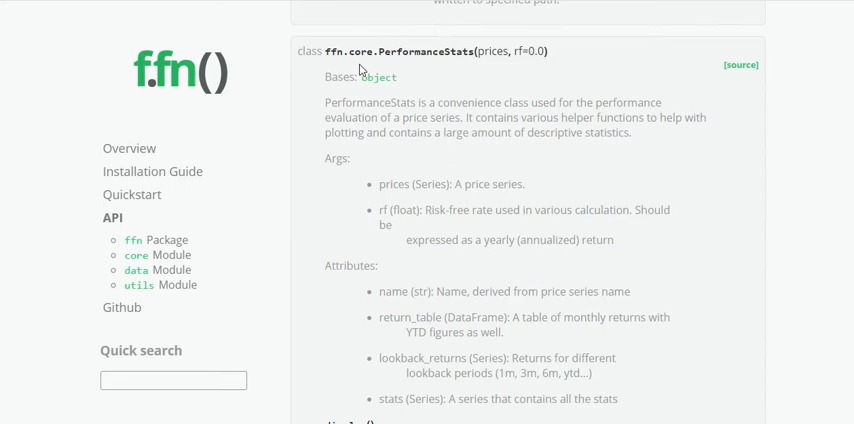 written to specified path.
f.fn()
class ffn.core.PerformanceStats(prices, rf=0.0)
[source]
Bases: object
PerformanceStats is a convenience class used for the performance
evaluation of a price series. It contains various helper functions to help with
plotting and contains a large amount of descriptive statistics.
Args:
prices (Series): A price series.
rf (float): Risk-free rate used in various calculation. Should
be
expressed as a yearly (annualized) return
Attributes:
name (str): Name, derived from price series name
return_table (DataFrame): A table of monthly returns with
YTD figures as well.
lookback_returns (Series): Returns for different
lookback periods (1m, 3m, 6m, ytd...)
stats (Series): A series that contains all the stats
Overview
Installation Guide
Quickstart
API
ffn Package
core Module
data Module
utils Module
Github
Quick search